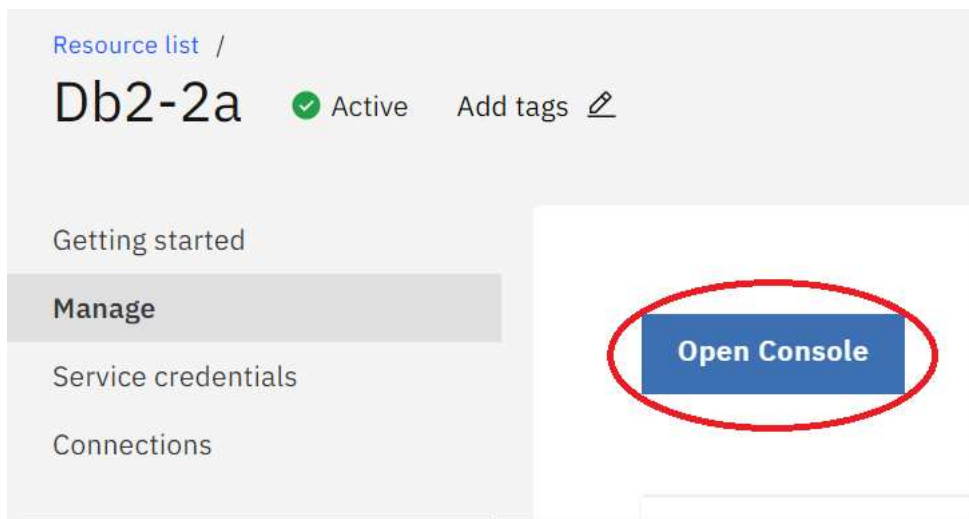 Resource list /
Db2-2a Active Add tags
Getting started
Manage
Open Console
Service credentials
Connections